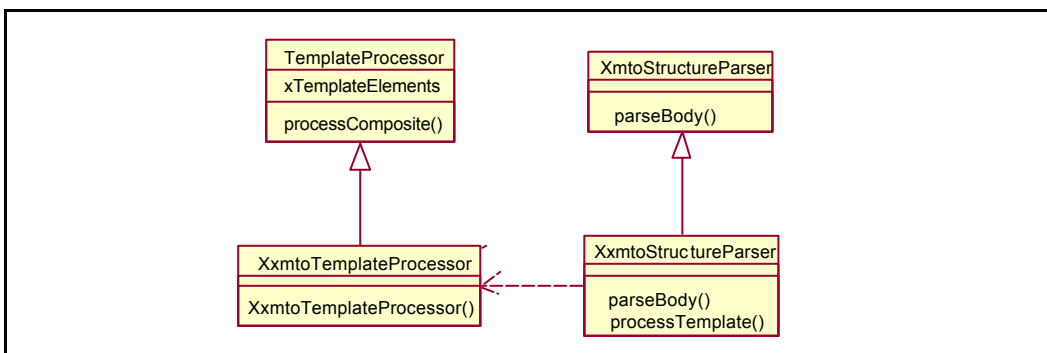 TemplateProcessor
xTemplateElements
processComposite()
XmtoStructureParser
parseBody()
XxmtoTemplateProcessor
XxmtoTemplateProcessor()
XxmtoStructureParser
parseBody()
processTemplate()